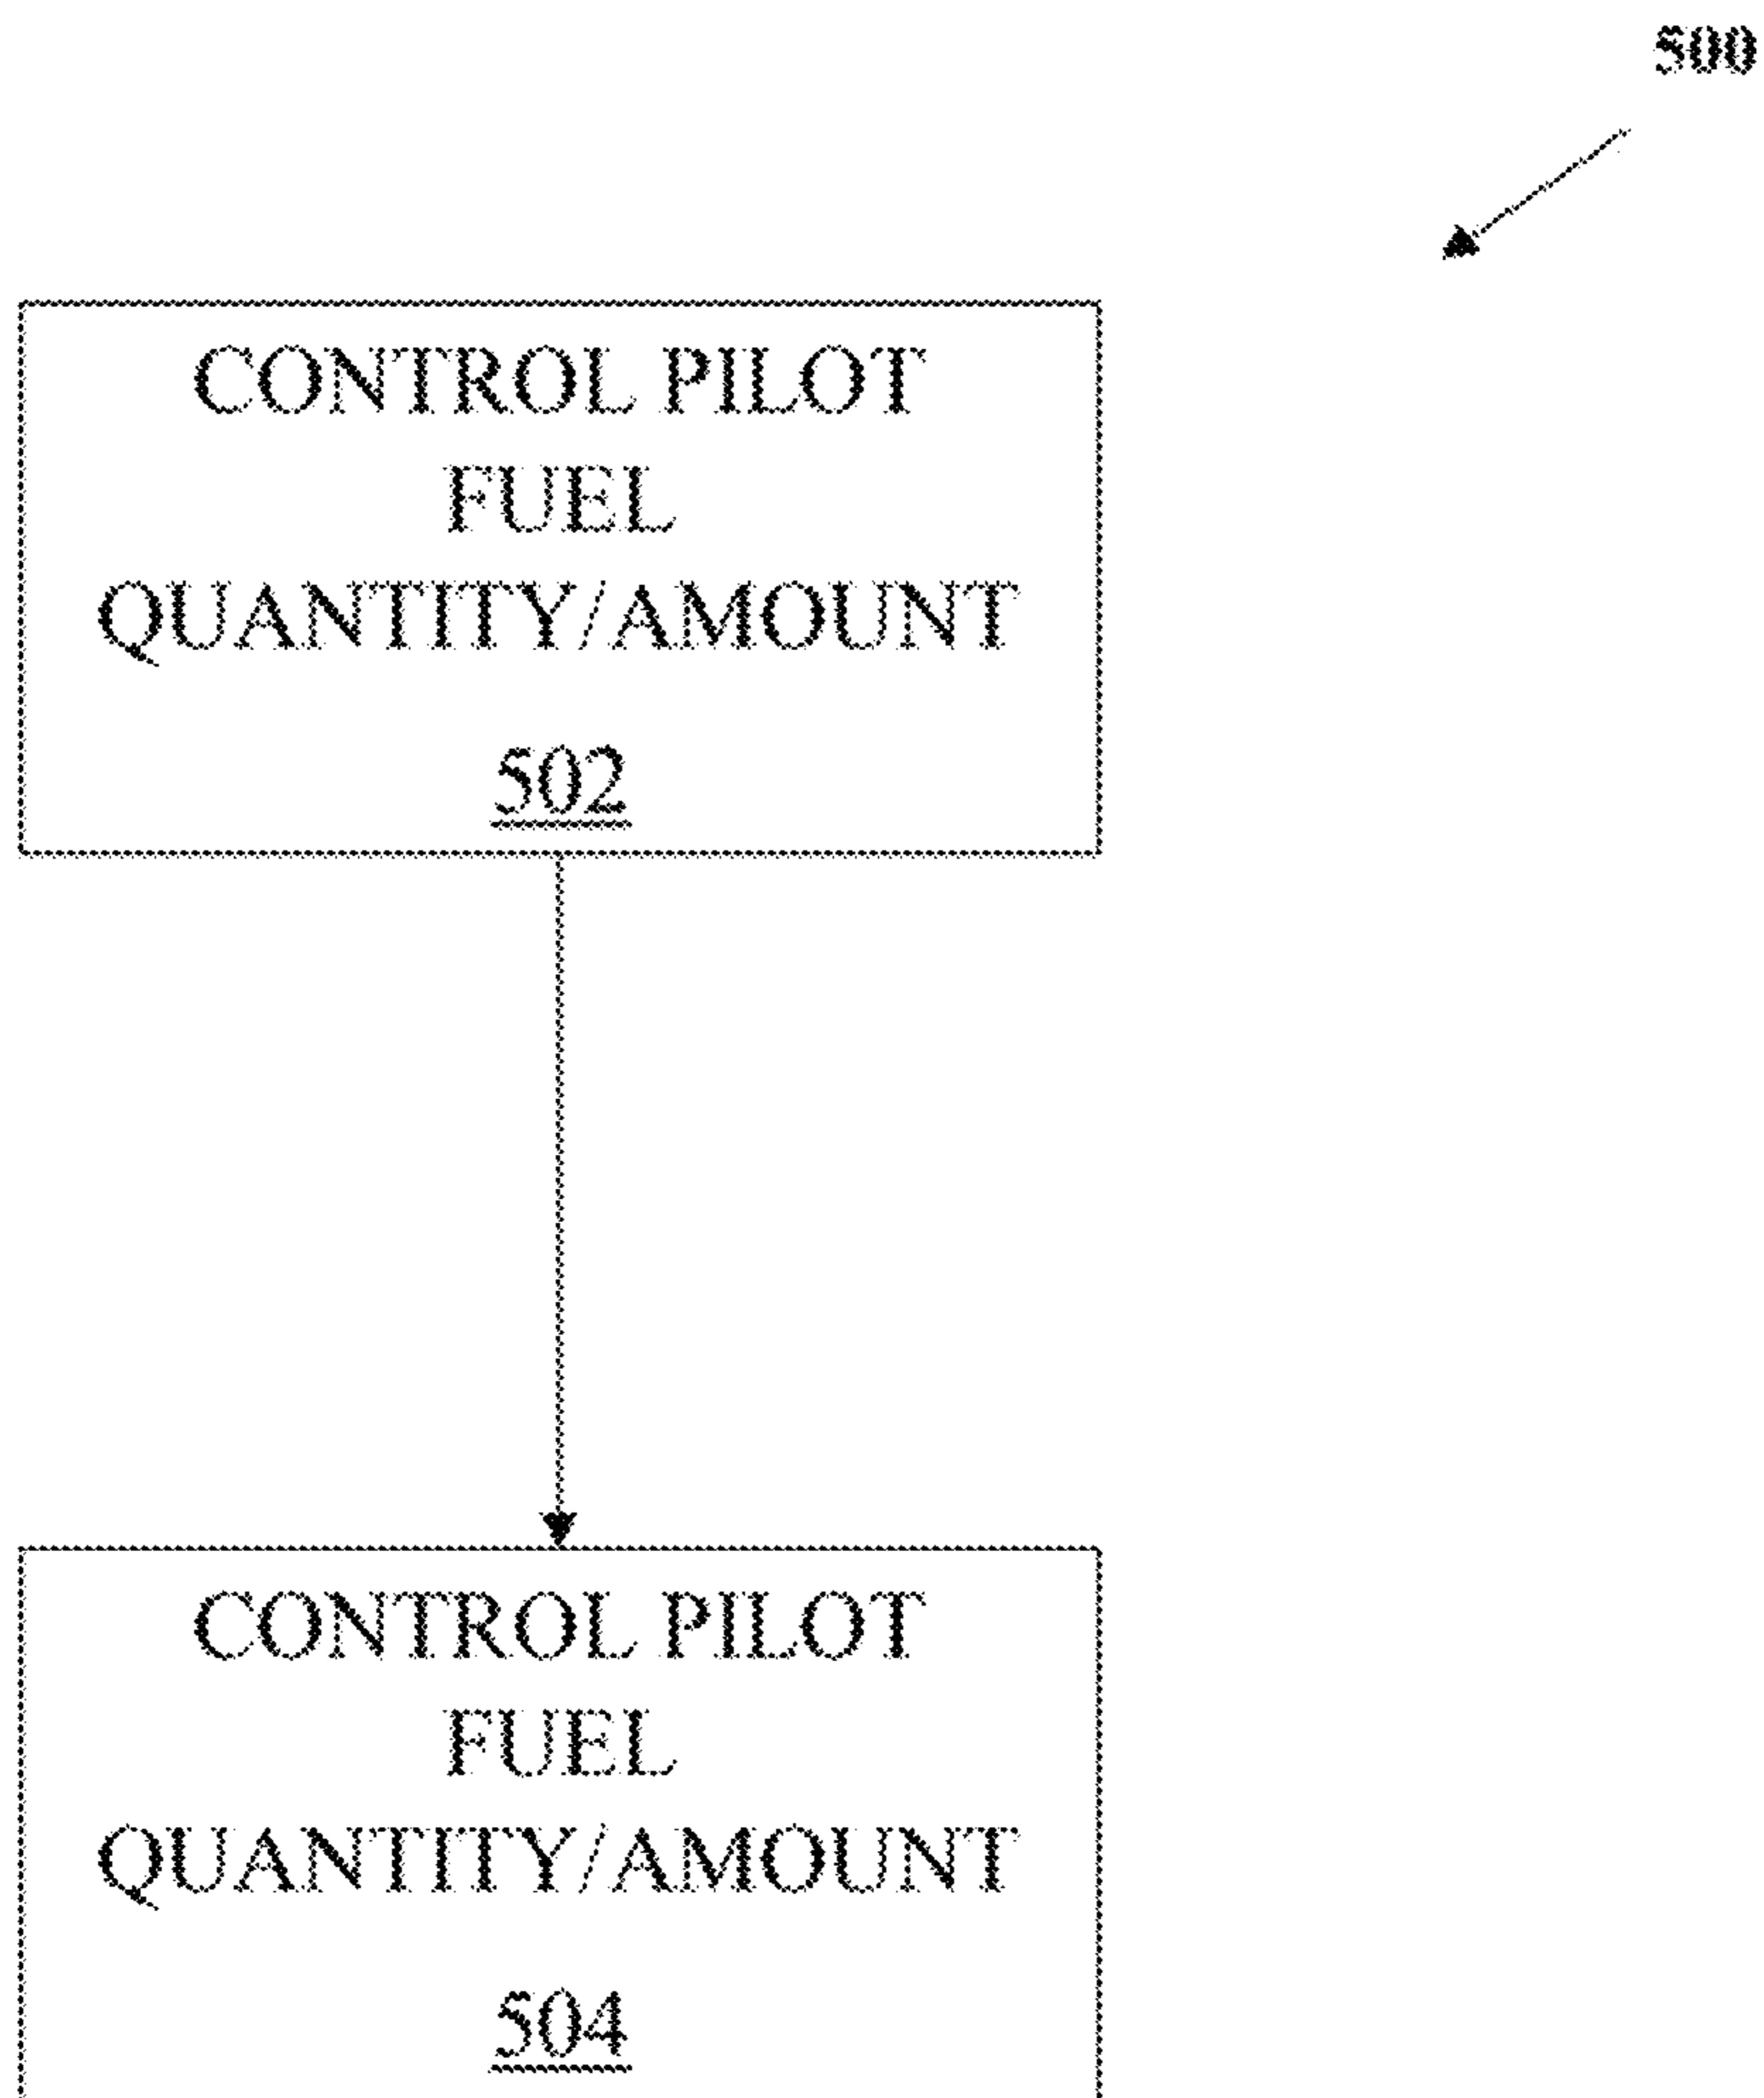 500
CONTROL PILOT
FUEL
QUANTITY/AMOUNT
502
CONTROL PILOT
FUEL
QUANTITY/AMOUNT
504